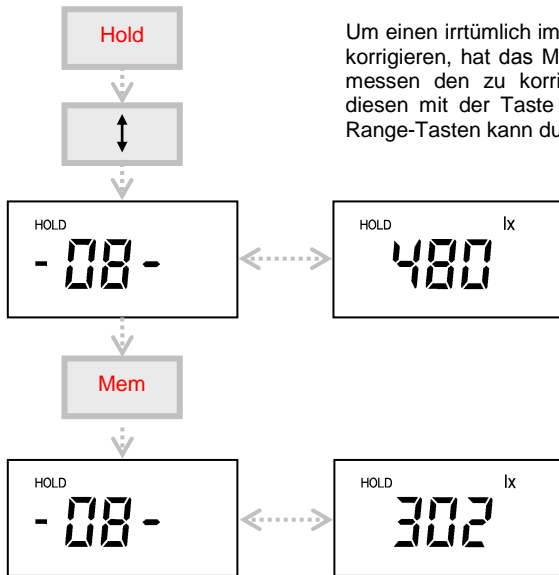 Hold
Um einen irrtümlich im
korrigieren, hat das M
messen den zu korri
diesen mit der Taste
Range-Tasten kann du
HOLD
-08-
HOLD lx
480
Mem
HOLD
-08-
HOLD lx
302